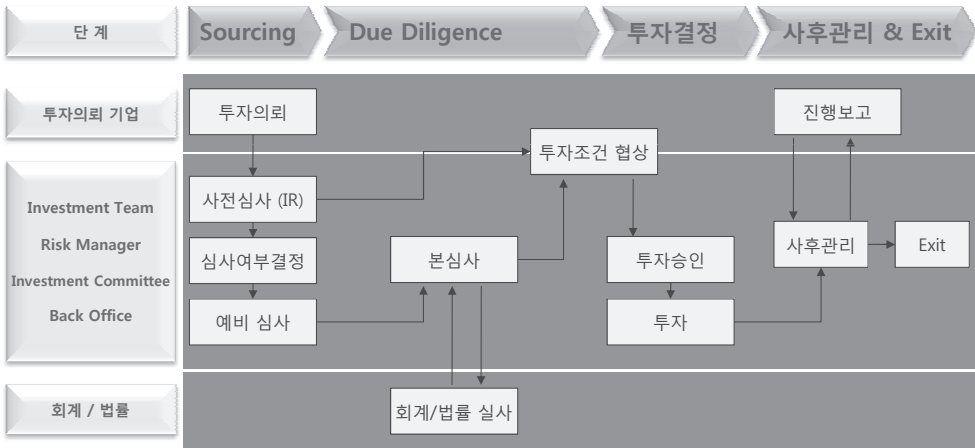 단 계
Sourcing
Due Diligence
투자결정
사후관리 & Exit
투자의뢰 기업
투자의뢰
진행보고
투자조건 협상
Investment Team
Risk Manager
Investment Committee
Back Office
사전심사 (IR)
심사여부결정
본심사
투자승인
사후관리
Exit
예비 심사
투자
회계 / 법률
회계/법률 실사